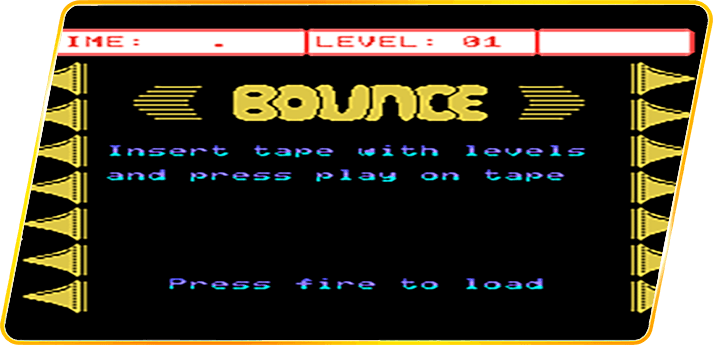 IME: . LEVEL: 01
BOUNCE
Insert tape with levels
and press play on tape
Press fire to load